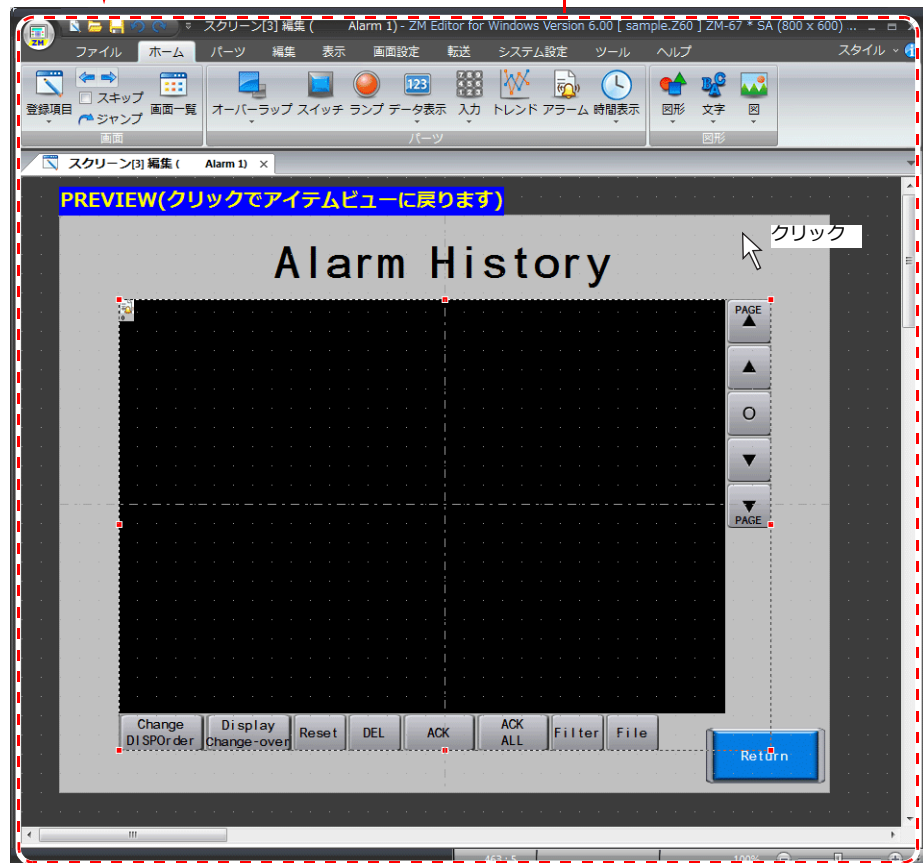 スクリーン[3] 編集 ( Alarm 1) - ZM Editor for Windows Version 6.00 [ sample.Z60 ] ZM-67 * SA (800 x 600) ..
ZM
ファイル ホーム パーツ 編集 表示 画面設定 転送 システム設定 ツール ヘルプ スタイル
登録項目
スキップ
ジャンプ
画面一覧
オーバーラップ スイッチ ランプ データ表示 入力 トレンド アラーム 時間表示
123
図形 文字 図
画面 パーツ 図形
スクリーン[3] 編集 ( Alarm 1) ×
PREVIEW(クリックでアイテムビューに戻ります)
クリック
Alarm History
PAGE
O
PAGE
Change DISPOrder
Display Change-over
Reset
DEL
ACK
ACK ALL
Filter
File
Return
463 : 5
100%